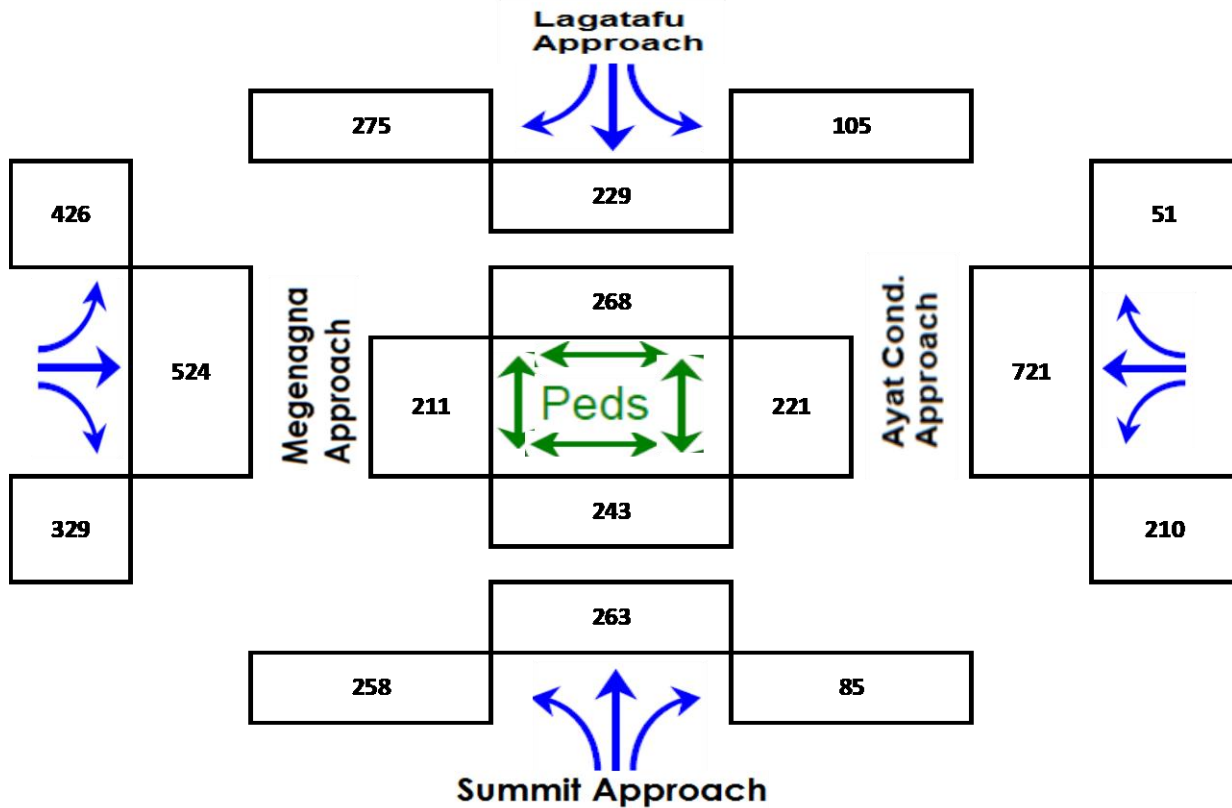 Lagatafu
Approach
275
105
229
426
51
268
Megenagna
Approach
Ayat Cond.
Approach
524
211
Peds
221
721
243
329
210
263
258
85
Summit Approach